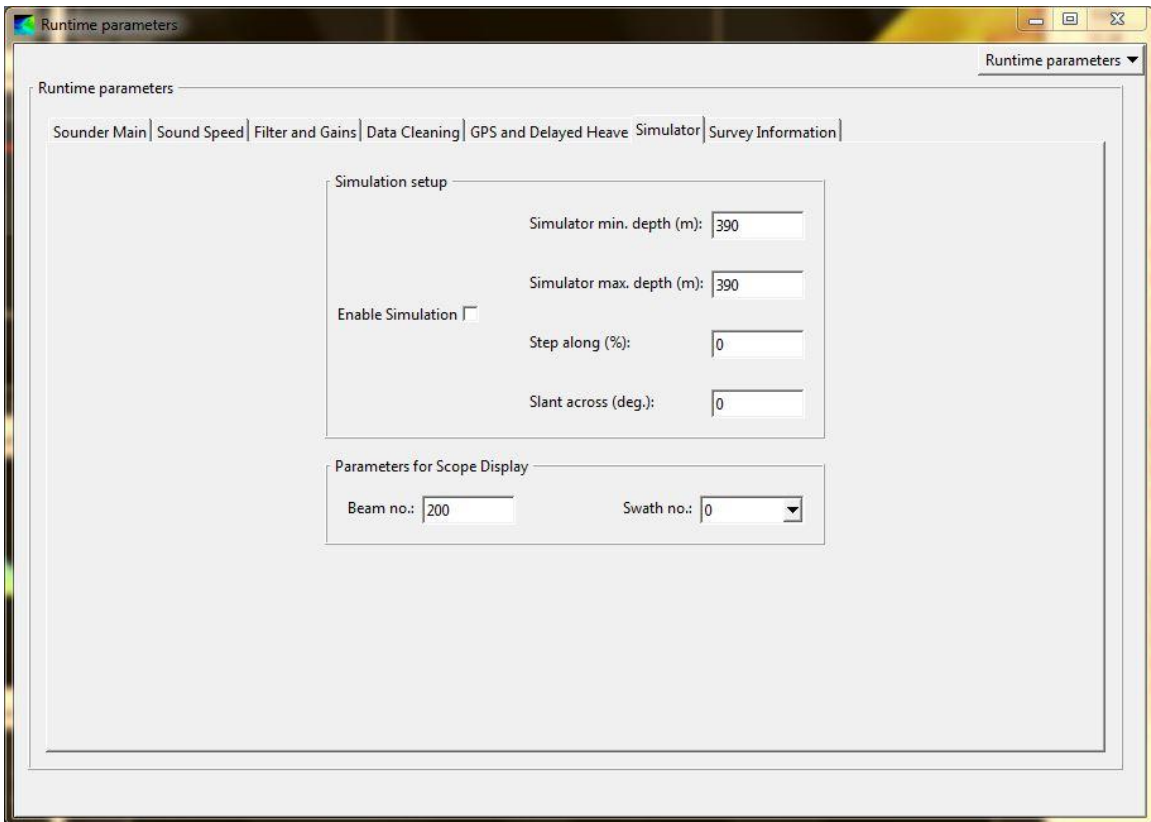 Runtime parameters
Runtime parameters
Runtime parameters
Sounder Main Sound Speed Filter and Gains Data Cleaning GPS and Delayed Heave Simulator Survey Information
Simulation setup
Simulator min. depth (m): 390
Simulator max. depth (m): 390
Enable Simulation
Step along (%): 0
Slant across (deg.): 0
Parameters for Scope Display
Beam no.: 200 Swath no.: 0